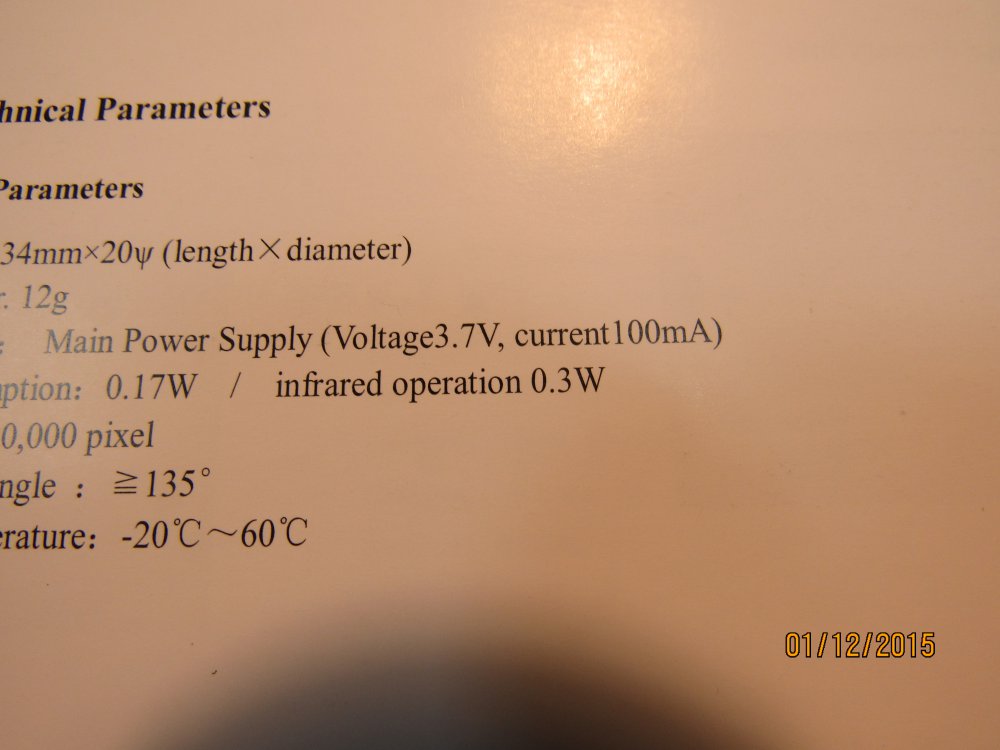 hnical Parameters
Parameters
34mm×20ψ (length×diameter)
r. 12g
: Main Power Supply (Voltage3.7V, current100mA)
ption: 0.17W / infrared operation 0.3W
0,000 pixel
ngle : ≧135°
erature: -20℃～60℃
01/12/2015